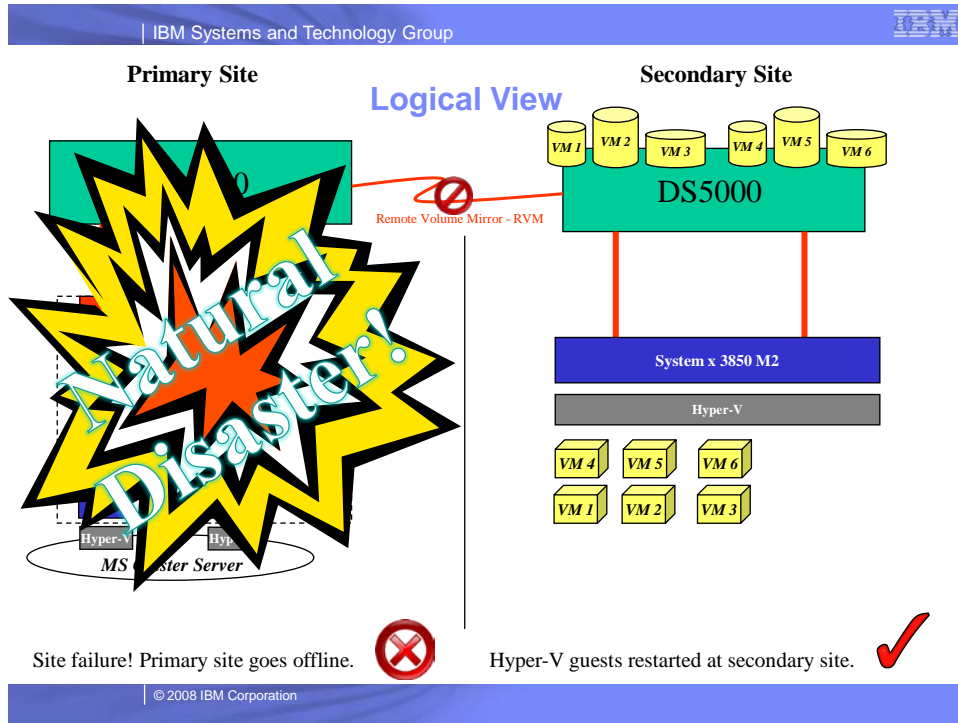 IBM Systems and Technology Group
IBM
Primary Site
Secondary Site
Logical View
VM 1
VM 2
VM 3
VM 4
VM 5
VM 6
DS5000
Remote Volume Mirror - RVM
Natural
Disaster!
System x 3850 M2
Hyper-V
VM 4
VM 5
VM 6
VM 1
VM 2
VM 3
Hyper-V
MS
Server
Site failure! Primary site goes offline.
Hyper-V guests restarted at secondary site.
© 2008 IBM Corporation